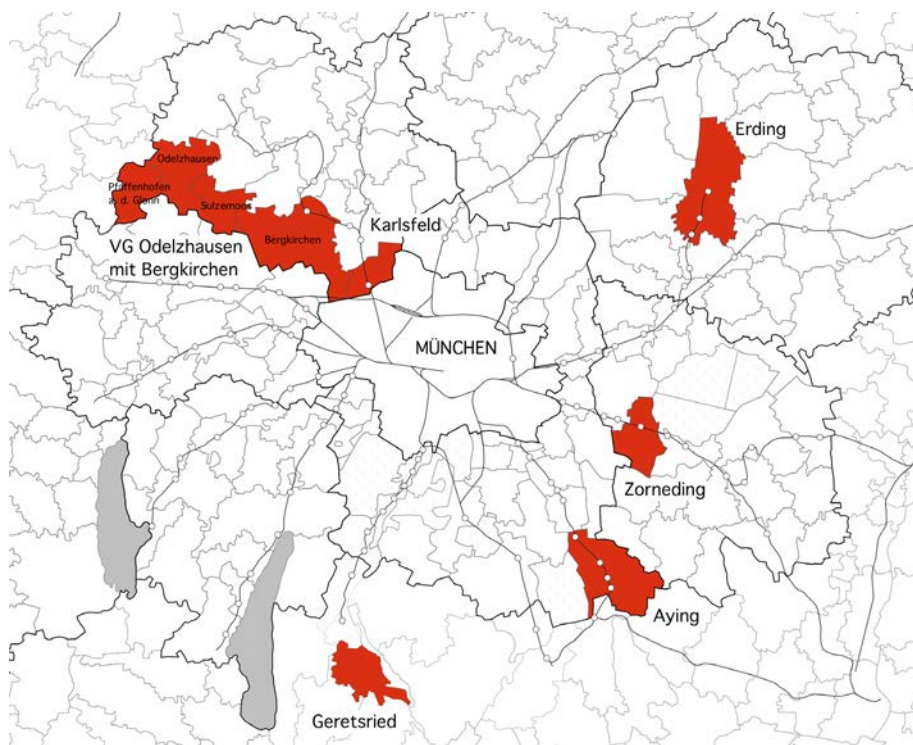 Erding
Odelzhausen
Pfaffenhofen
a. d. Glonn
Sulzemoos
Karlsfeld
Bergkirchen
VG Odelzhausen
mit Bergkirchen
MÜNCHEN
Zorneding
Aying
Geretsried